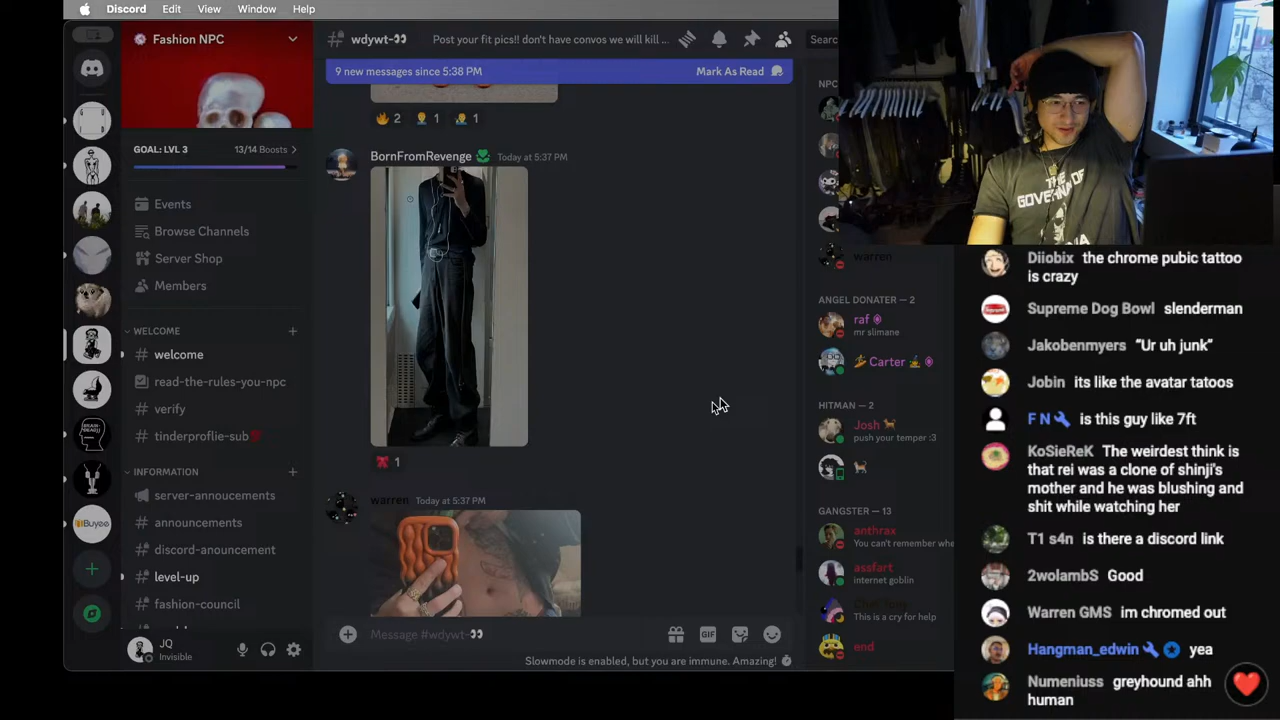 Discord Edit View Window Help
Fashion NPC
wdywt-👀 Post your fit pics!! don't have convos we will kill ...
Sear
9 new messages since 5:38 PM Mark As Read
GOAL: LVL 3 13/14 Boosts
Events
Browse Channels
Server Shop
Members
WELCOME
welcome
read-the-rules-you-npc
verify
tinderproflie-sub
INFORMATION
server-annoucements
announcements
discord-anouncement
level-up
fashion-council
JQ
Invisible
🔥 2 1 1
BornFromRevenge Today at 5:37 PM
1
warren Today at 5:37 PM
Message #wdywt-👀
Slowmode is enabled, but you are immune. Amazing!
NPC
warren
ANGEL DONATER — 2
raf
mr slimane
Carter
HITMAN — 2
Josh
push your temper :3
GANGSTER — 13
anthrax
You can't remember whe
assfart
internet goblin
This is a cry for help
end
THE
GOVERNA OF
Diiobix the chrome pubic tattoo
is crazy
Supreme Dog Bowl slenderman
Jakobenmyers “Ur uh junk”
Jobin its like the avatar tatoos
F N is this guy like 7ft
KoSieReK The weirdest think is
that rei was a clone of shinji's
mother and he was blushing and
shit while watching her
T1 s4n is there a discord link
2wolambS Good
Warren GMS im chromed out
Hangman_edwin yea
Numeniuss greyhound ahh
human
Buyee